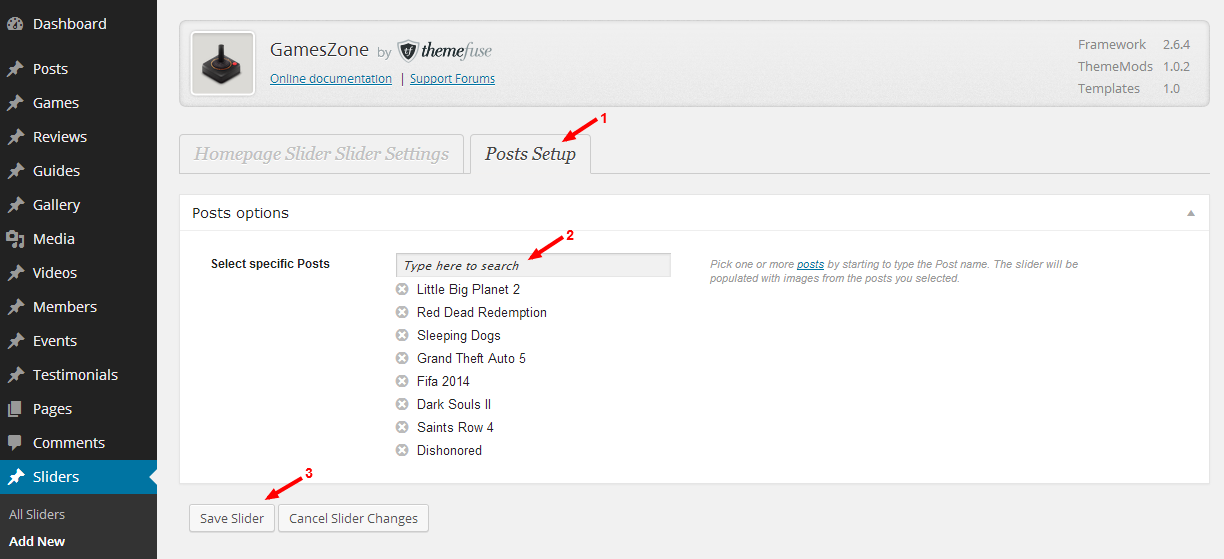 Dashboard
Posts
Games
Reviews
Guides
Gallery
Media
Videos
Members
Events
Testimonials
Pages
Comments
Sliders
All Sliders
Add New
GamesZone by tf themefuse
Online documentation | Support Forums
Framework 2.6.4
ThemeMods 1.0.2
Templates 1.0
1
Homepage Slider Slider Settings Posts Setup
Posts options
2
Select specific Posts
Type here to search
Little Big Planet 2
Red Dead Redemption
Sleeping Dogs
Grand Theft Auto 5
Fifa 2014
Dark Souls II
Saints Row 4
Dishonored
Pick one or more posts by starting to type the Post name. The slider will be
populated with images from the posts you selected.
3
Save Slider Cancel Slider Changes